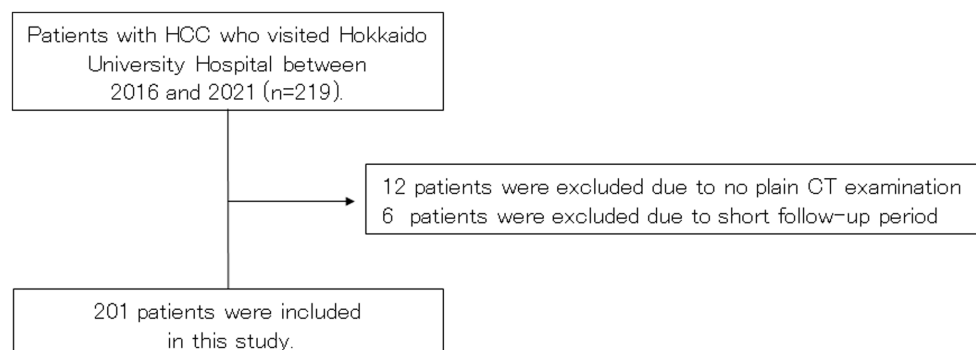 Patients with HCC who visited Hokkaido
University Hospital between
2016 and 2021 (n=219).
12 patients were excluded due to no plain CT examination
6 patients were excluded due to short follow-up period
201 patients were included
in this study.